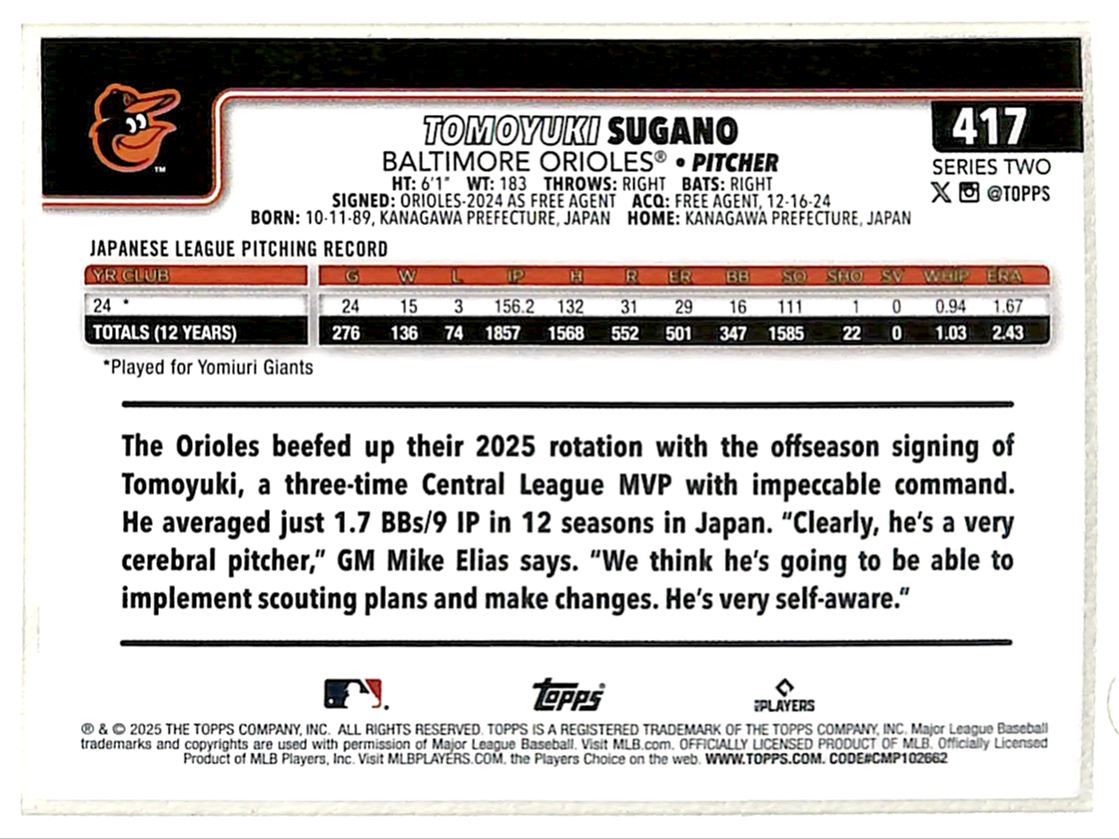 TOMOYUKI SUGANO
417
BALTIMORE ORIOLES® • PITCHER
SERIES TWO
HT: 6'1" WT: 183 THROWS: RIGHT BATS: RIGHT
@TOPPS
SIGNED: ORIOLES-2024 AS FREE AGENT ACQ: FREE AGENT, 12-16-24
BORN: 10-11-89, KANAGAWA PREFECTURE, JAPAN HOME: KANAGAWA PREFECTURE, JAPAN
JAPANESE LEAGUE PITCHING RECORD
YR CLUB G W L IP H R ER BB SO SHO SV WHIP ERA
24 * 24 15 3 156.2 132 31 29 16 111 1 0 0.94 1.67
TOTALS (12 YEARS) 276 136 74 1857 1568 552 501 347 1585 22 0 1.03 2.43
*Played for Yomiuri Giants
The Orioles beefed up their 2025 rotation with the offseason signing of
Tomoyuki, a three-time Central League MVP with impeccable command.
He averaged just 1.7 BBs/9 IP in 12 seasons in Japan. “Clearly, he’s a very
cerebral pitcher,” GM Mike Elias says. “We think he’s going to be able to
implement scouting plans and make changes. He’s very self-aware.”
Topps
PLAYERS
® & © 2025 THE TOPPS COMPANY, INC. ALL RIGHTS RESERVED. TOPPS IS A REGISTERED TRADEMARK OF THE TOPPS COMPANY, INC. Major League Baseball
trademarks and copyrights are used with permission of Major League Baseball. Visit MLB.com. OFFICIALLY LICENSED PRODUCT OF MLB. Officially Licensed
Product of MLB Players, Inc. Visit MLBPLAYERS.COM, the Players Choice on the web. WWW.TOPPS.COM. CODE#CMP102662